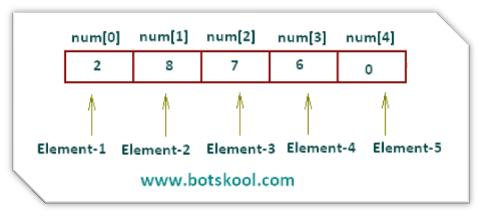 num[0] num[1] num[2] num[3] num[4]
2 8 7 6 0
Element-1 Element-2 Element-3 Element-4 Element-5
www.botskool.com